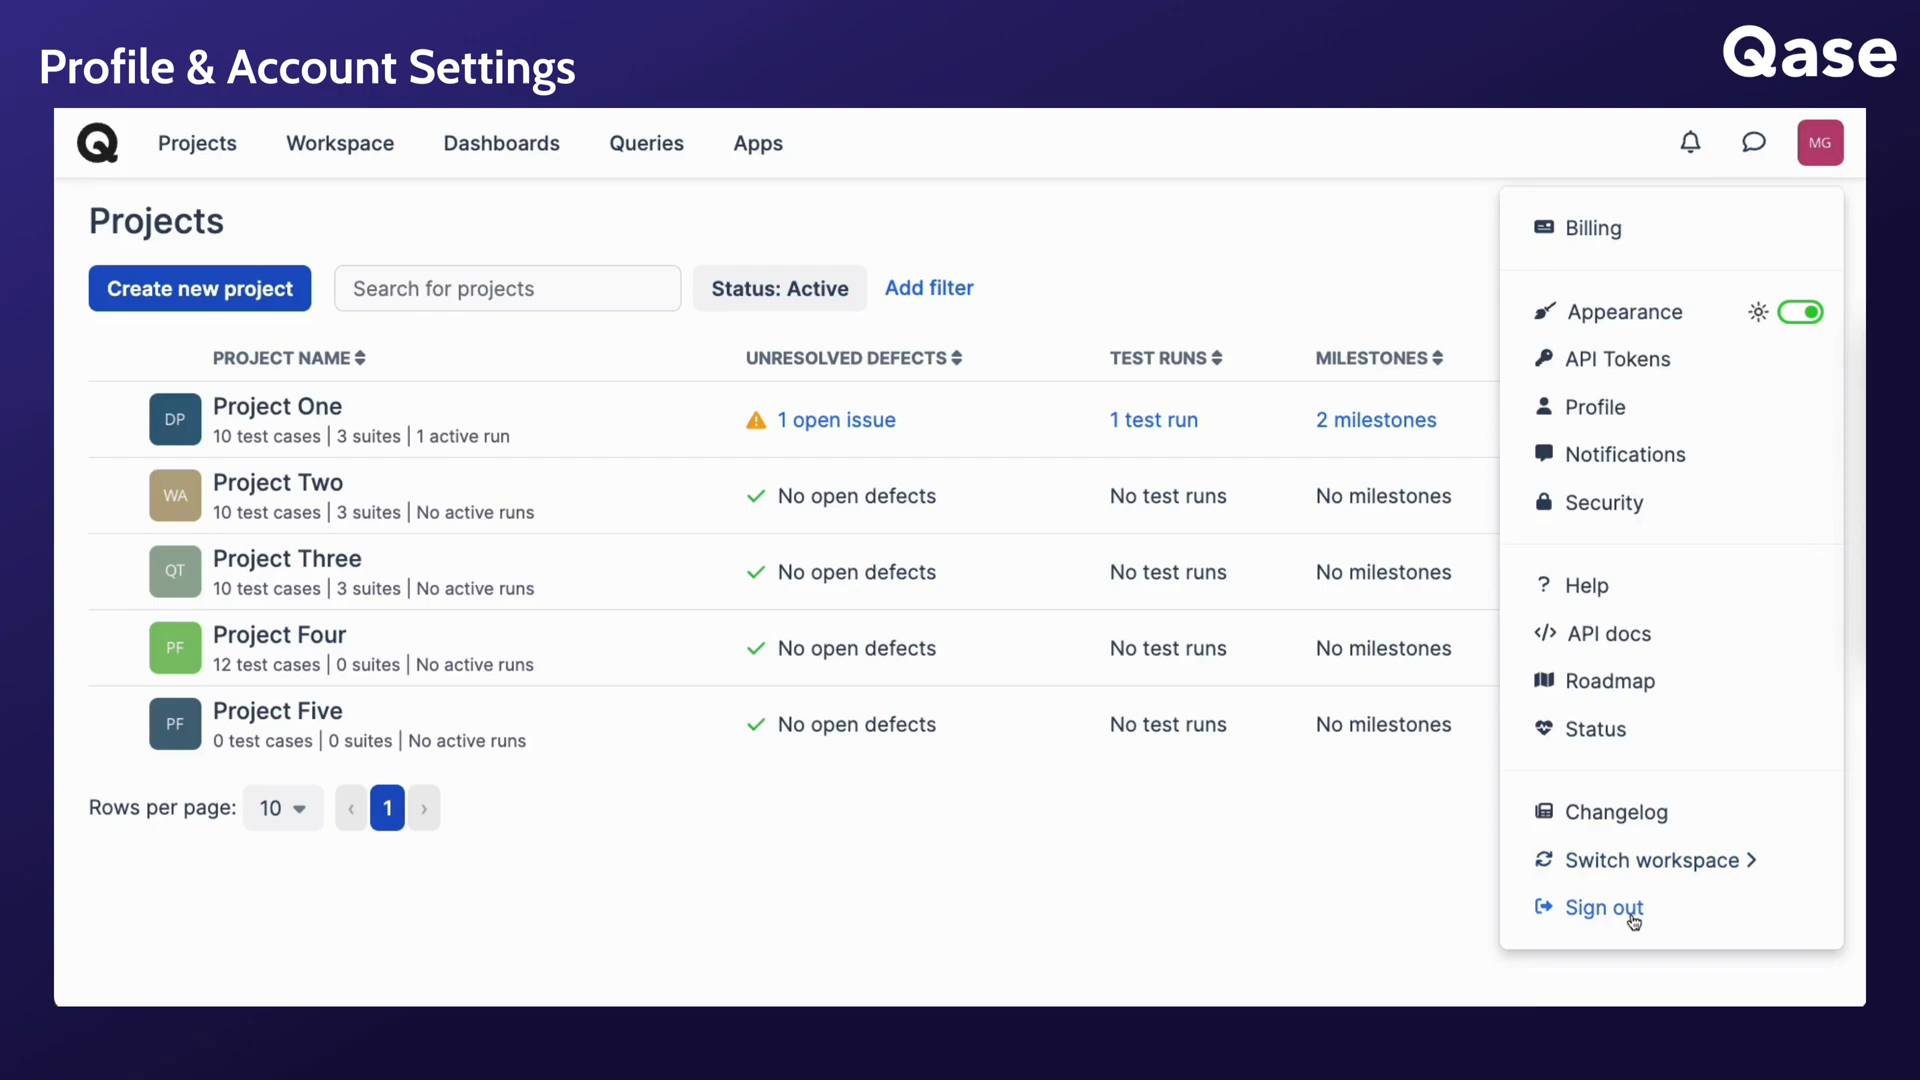 Profile & Account Settings
Qase
Projects Workspace Dashboards Queries Apps
MG
Projects
Create new project
Search for projects
Status: Active
Add filter
PROJECT NAME UNRESOLVED DEFECTS TEST RUNS MILESTONES
DP
Project One
10 test cases | 3 suites | 1 active run
1 open issue
1 test run
2 milestones
WA
Project Two
10 test cases | 3 suites | No active runs
No open defects
No test runs
No milestones
QT
Project Three
10 test cases | 3 suites | No active runs
No open defects
No test runs
No milestones
PF
Project Four
12 test cases | 0 suites | No active runs
No open defects
No test runs
No milestones
PF
Project Five
0 test cases | 0 suites | No active runs
No open defects
No test runs
No milestones
Rows per page: 10 ‹ 1 ›
Billing
Appearance
API Tokens
Profile
Notifications
Security
? Help
</> API docs
Roadmap
Status
Changelog
Switch workspace >
Sign out